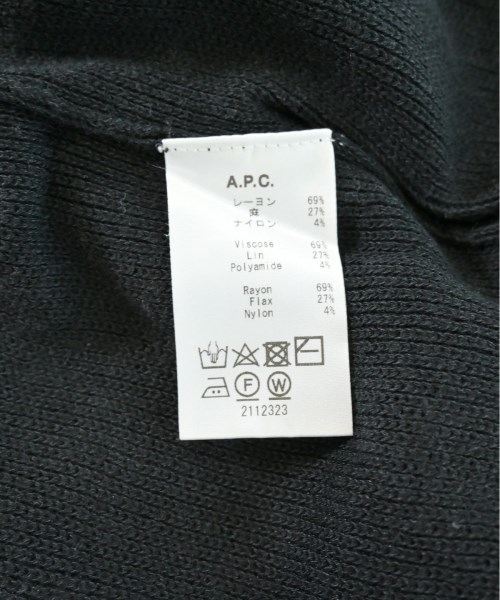 A.P.C.
レーヨン 69%
麻 27%
ナイロン 4%
Viscose 69%
Lin 27%
Polyamide 4%
Rayon 69%
Flax 27%
Nylon 4%
F W
2112323